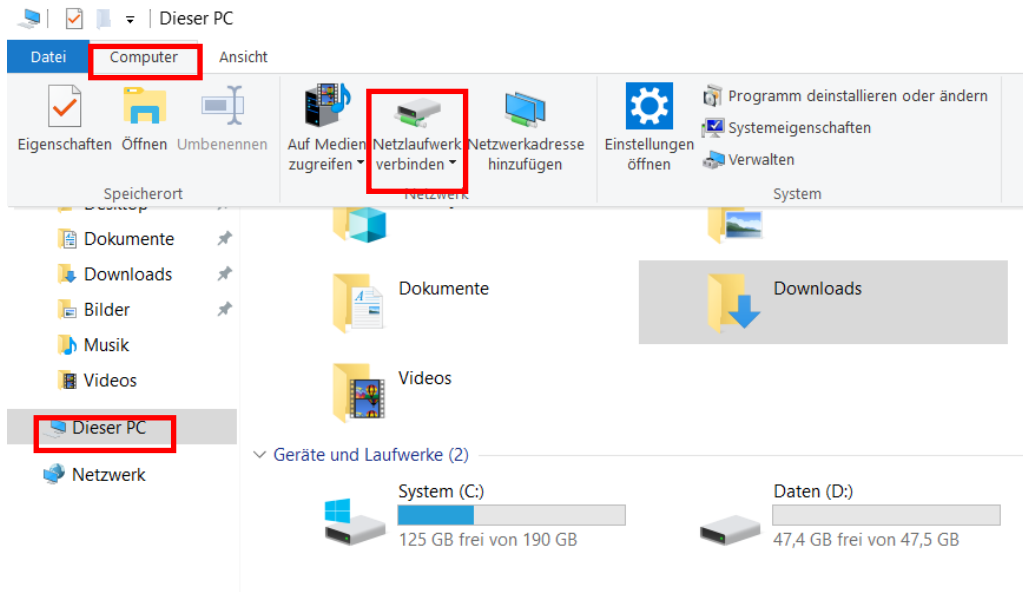 Dieser PC
Datei Computer Ansicht
Eigenschaften Öffnen Umbenennen
Auf Medien zugreifen
Netzlaufwerk verbinden
Netzwerkadresse hinzufügen
Einstellungen öffnen
Programm deinstallieren oder ändern
Systemeigenschaften
Verwalten
Speicherort Netzwerk System
Desktop
Dokumente
Downloads
Bilder
Musik
Videos
Dieser PC
Netzwerk
Dokumente
Downloads
Videos
Geräte und Laufwerke (2)
System (C:)
125 GB frei von 190 GB
Daten (D:)
47,4 GB frei von 47,5 GB